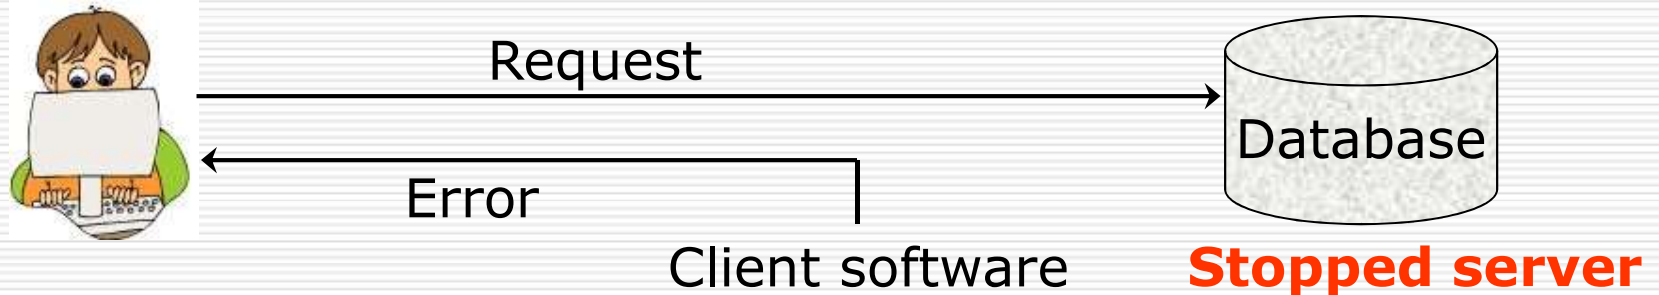 Request
Database
Error
Client software
Stopped server